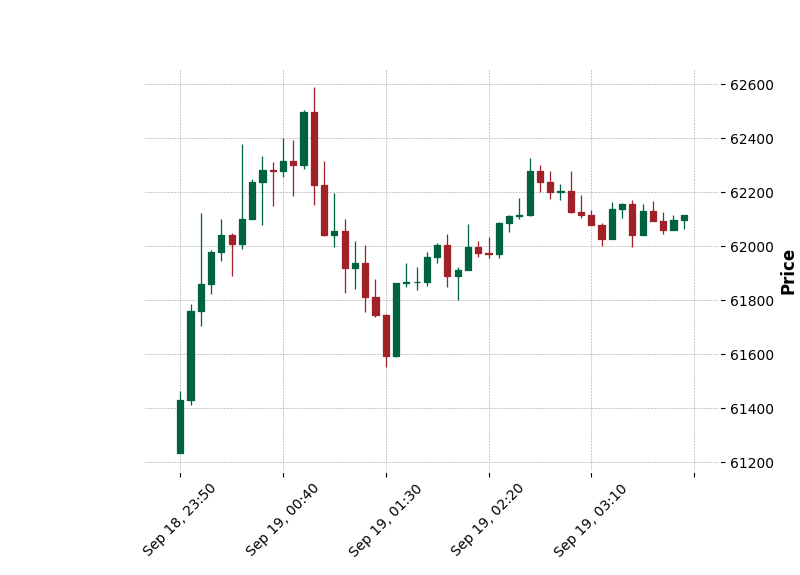 62600
62400
62200
62000
61800
61600
61400
61200
Price
Sep 18, 23:50
Sep 19, 00:40
Sep 19, 01:30
Sep 19, 02:20
Sep 19, 03:10